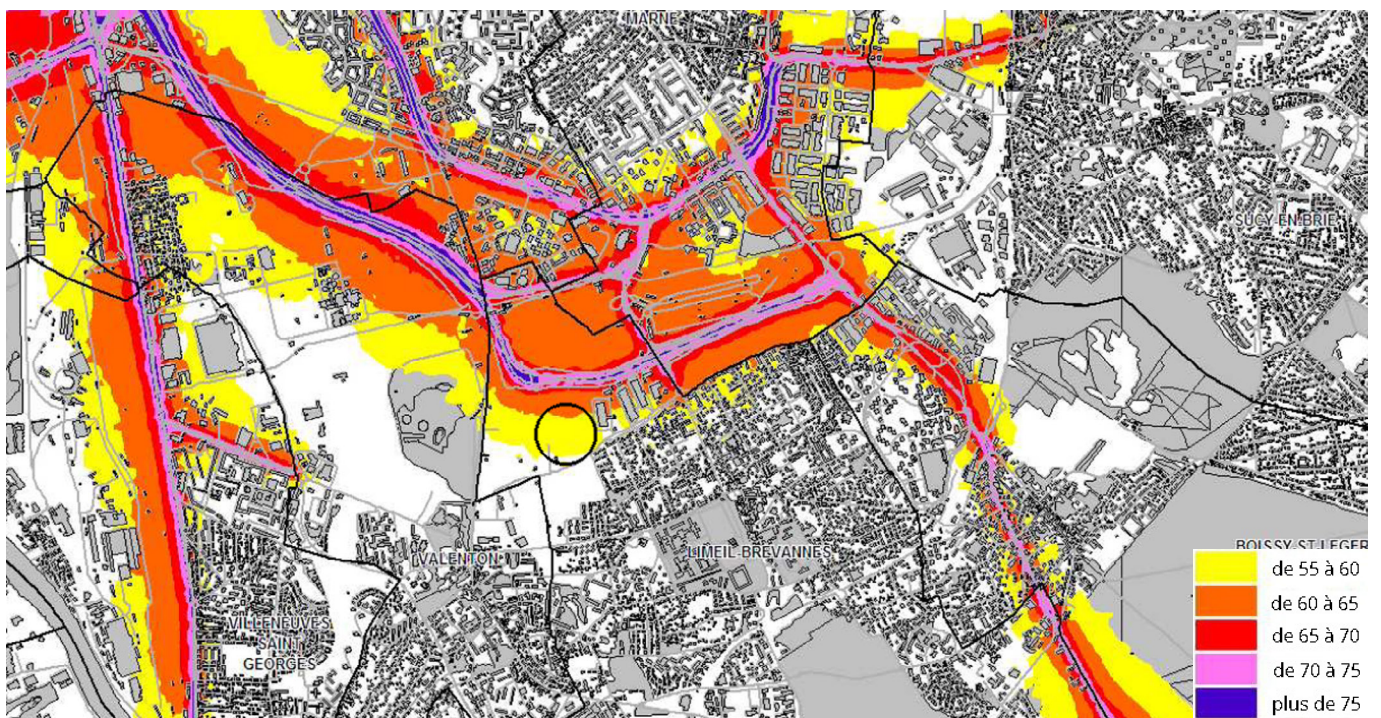 MARNE
SUCY-EN-BRIE
VALENTON
LIMEIL-BREVANNES
BOISSY-ST-LEGER
VILLENEUVES
SAINT
GEORGES
de 55 à 60
de 60 à 65
de 65 à 70
de 70 à 75
plus de 75